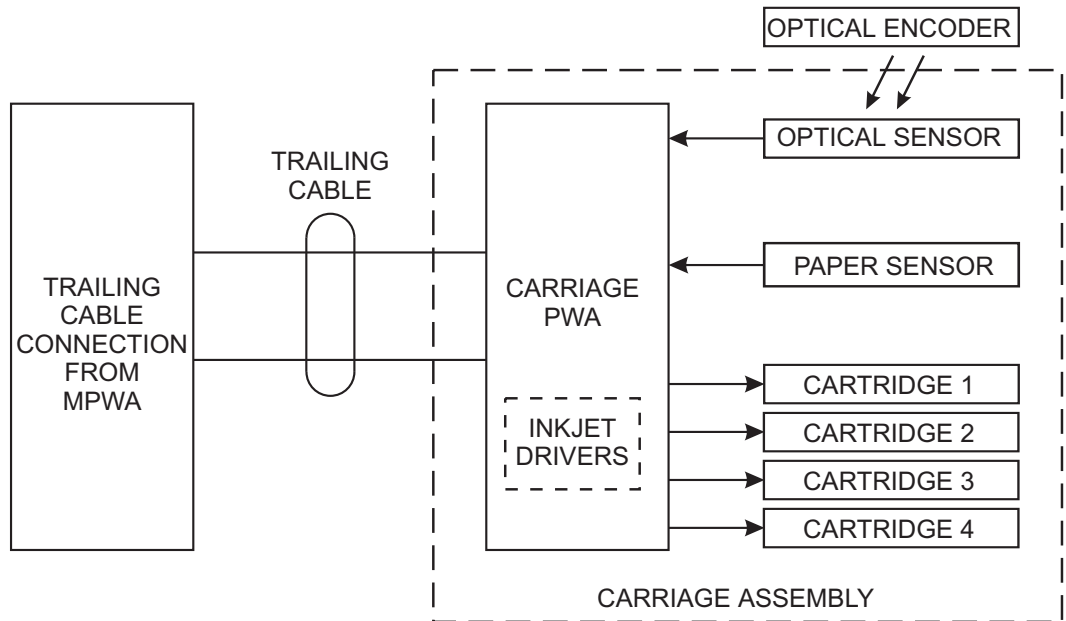 OPTICAL ENCODER
OPTICAL SENSOR
TRAILING
CABLE
PAPER SENSOR
TRAILING
CABLE
CONNECTION
FROM
MPWA
CARRIAGE
PWA
INKJET
DRIVERS
CARTRIDGE 1
CARTRIDGE 2
CARTRIDGE 3
CARTRIDGE 4
CARRIAGE ASSEMBLY